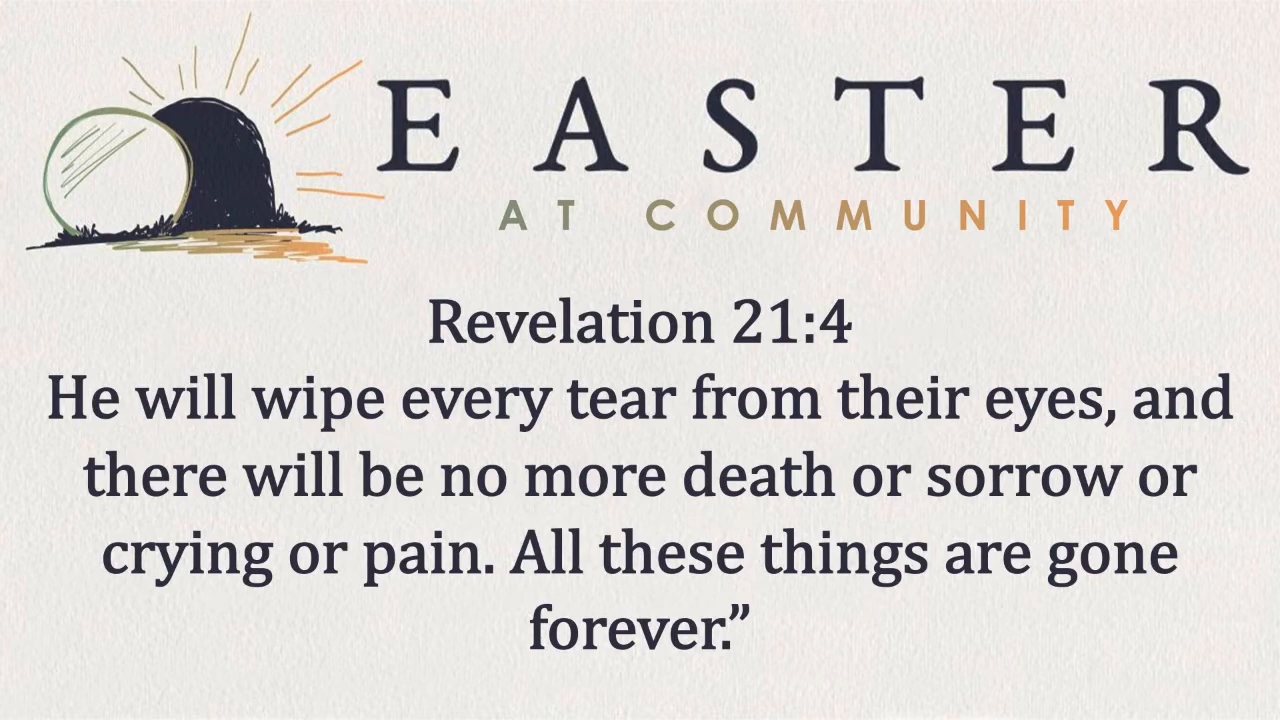 EASTER
AT COMMUNITY
Revelation 21:4
He will wipe every tear from their eyes, and
there will be no more death or sorrow or
crying or pain. All these things are gone
forever.”